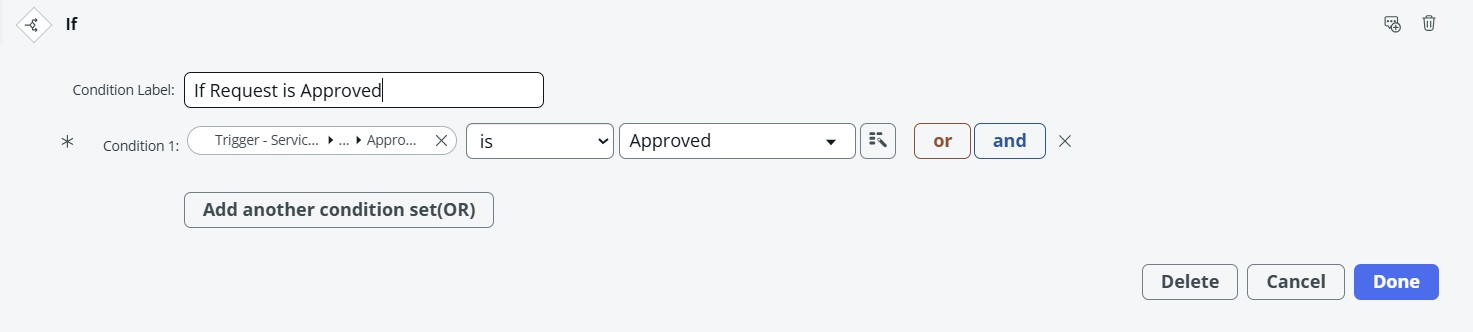 If
Condition Label: If Request is Approved
Condition 1: Trigger - Servic... ... Appro... is Approved or and
Add another condition set(OR)
Delete Cancel Done